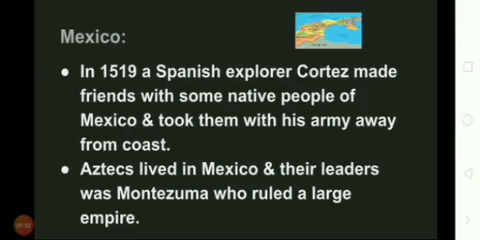 Mexico:
● In 1519 a Spanish explorer Cortez made
friends with some native people of
Mexico & took them with his army away
from coast.
● Aztecs lived in Mexico & their leaders
was Montezuma who ruled a large
empire.